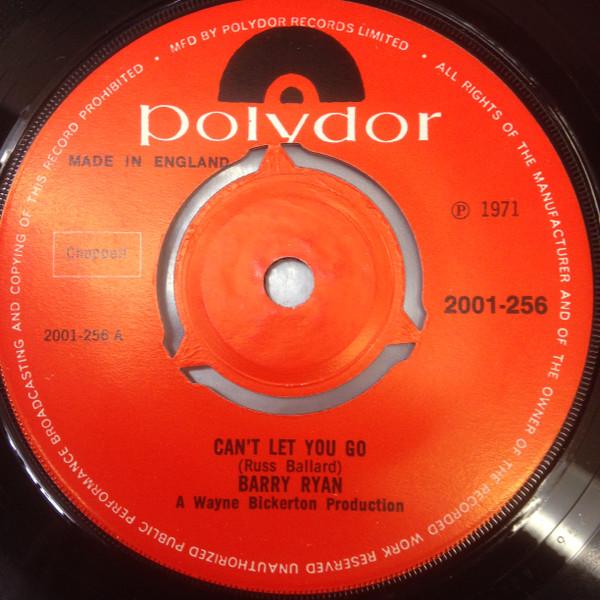 MFD BY POLYDOR RECORDS LIMITED • ALL RIGHTS OF THE MANUFACTURER AND OF THE OWNER OF THE RECORDED WORK RESERVED UNAUTHORIZED PUBLIC PERFORMANCE BROADCASTING AND COPYING OF THIS RECORD PROHIBITED •
polydor
MADE IN ENGLAND
℗ 1971
Chappell
2001-256
2001-256 A
CAN'T LET YOU GO
(Russ Ballard)
BARRY RYAN
A Wayne Bickerton Production